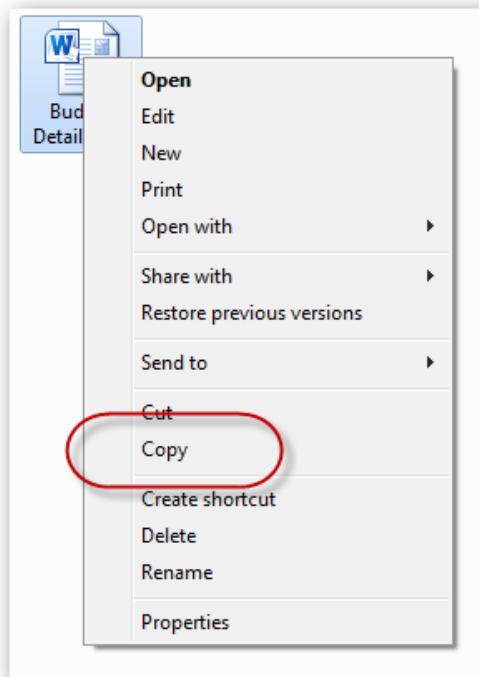 W
Bud
Detail
Open
Edit
New
Print
Open with
Share with
Restore previous versions
Send to
Cut
Copy
Create shortcut
Delete
Rename
Properties